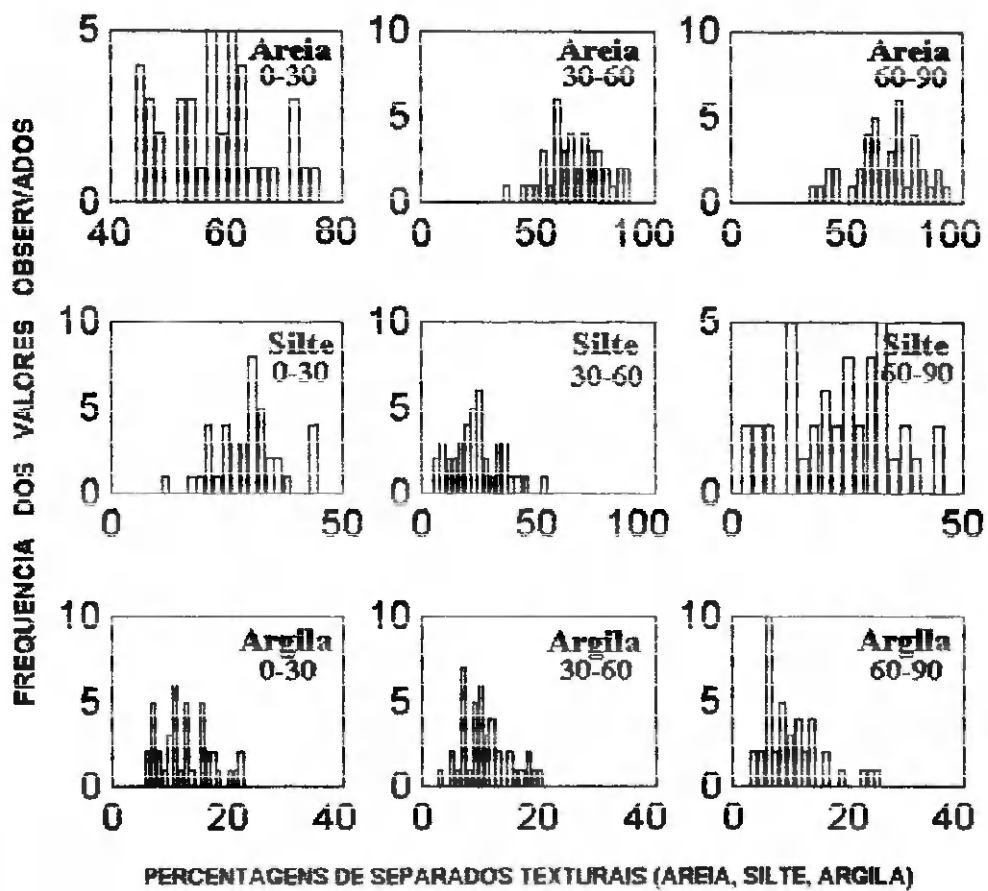 FREQUENCIA DOS VALORES OBSERVADOS
5
0
40 60 80
Areia
0-30
10
5
0
0 50 100
Areia
30-60
10
5
0
0 50 100
Areia
60-90
10
5
0
0 50
Silte
0-30
10
5
0
0 50 100
Silte
30-60
5
0
0 50
Silte
60-90
10
5
0
0 20 40
Argila
0-30
10
5
0
0 20 40
Argila
30-60
10
5
0
0 20 40
Argila
60-90
PERCENTAGENS DE SEPARADOS TEXTURAIS (AREIA, SILTE, ARGILA)